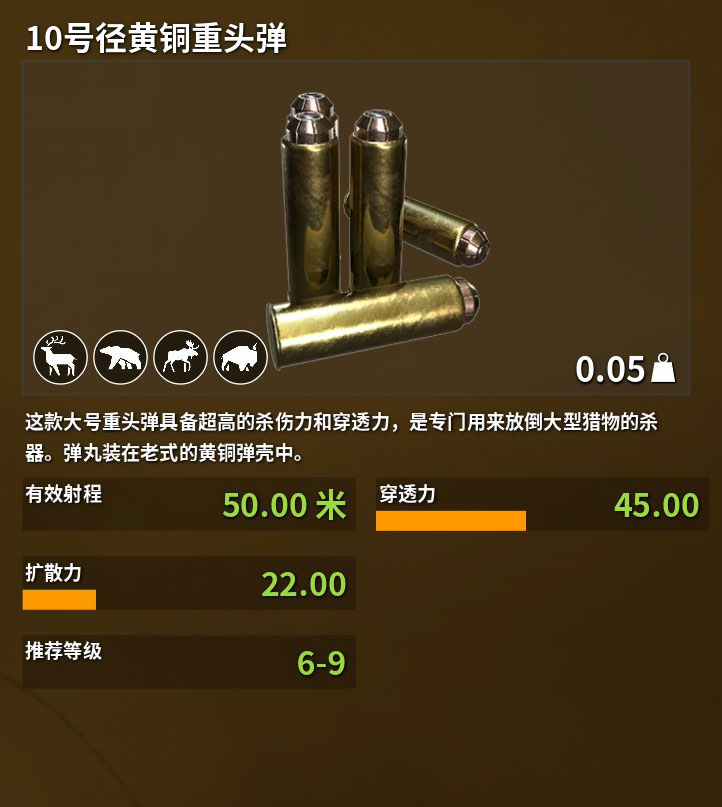 10号径黄铜重头弹
0.05
这款大号重头弹具备超高的杀伤力和穿透力，是专门用来放倒大型猎物的杀
器。弹丸装在老式的黄铜弹壳中。
有效射程 50.00 米
穿透力 45.00
扩散力 22.00
推荐等级 6-9